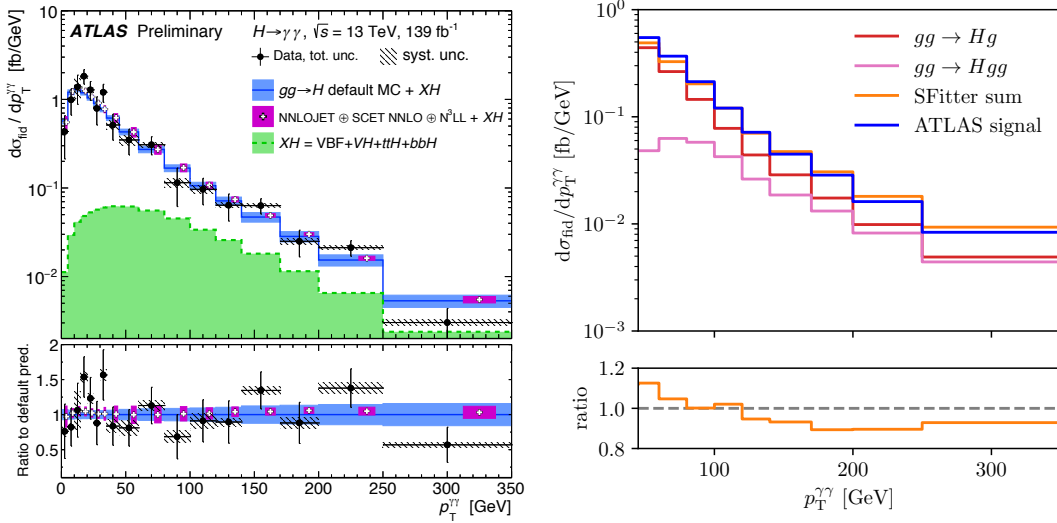 ATLAS Preliminary
H→γγ, √s = 13 TeV, 139 fb⁻¹
Data, tot. unc. syst. unc.
gg→H default MC + XH
NNLOJET ⊕ SCET NNLO ⊕ N³LL + XH
XH = VBF+VH+ttH+bbH
dσ_fid / dp_T^γγ [fb/GeV]
10
1
10⁻¹
10⁻²
Ratio to default pred.
2
1.5
1
0.5
0 50 100 150 200 250 300 350
p_T^γγ [GeV]
gg → Hg
gg → Hgg
SFitter sum
ATLAS signal
dσ_fid/dp_T^γγ [fb/GeV]
10⁰
10⁻¹
10⁻²
10⁻³
ratio
1.2
1.0
0.8
100 200 300
p_T^γγ [GeV]